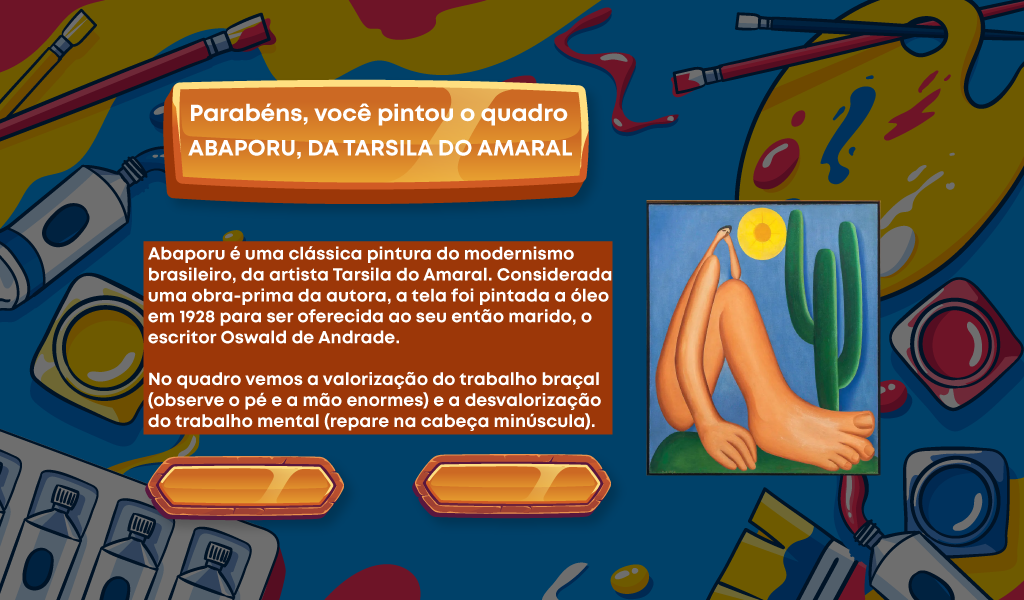 Parabéns, você pintou o quadro
ABAPORU, DA TARSILA DO AMARAL
Abaporu é uma clássica pintura do modernismo
brasileiro, da artista Tarsila do Amaral. Considerada
uma obra-prima da autora, a tela foi pintada a óleo
em 1928 para ser oferecida ao seu então marido, o
escritor Oswald de Andrade.
No quadro vemos a valorização do trabalho braçal
(observe o pé e a mão enormes) e a desvalorização
do trabalho mental (repare na cabeça minúscula).